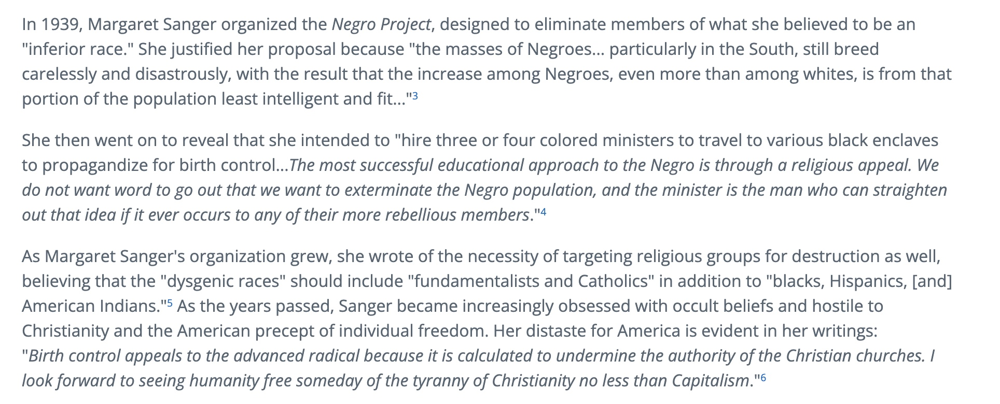 In 1939, Margaret Sanger organized the Negro Project, designed to eliminate members of what she believed to be an
"inferior race." She justified her proposal because "the masses of Negroes... particularly in the South, still breed
carelessly and disastrously, with the result that the increase among Negroes, even more than among whites, is from that
portion of the population least intelligent and fit..."3
She then went on to reveal that she intended to "hire three or four colored ministers to travel to various black enclaves
to propagandize for birth control...The most successful educational approach to the Negro is through a religious appeal. We
do not want word to go out that we want to exterminate the Negro population, and the minister is the man who can straighten
out that idea if it ever occurs to any of their more rebellious members."4
As Margaret Sanger's organization grew, she wrote of the necessity of targeting religious groups for destruction as well,
believing that the "dysgenic races" should include "fundamentalists and Catholics" in addition to "blacks, Hispanics, [and]
American Indians."5 As the years passed, Sanger became increasingly obsessed with occult beliefs and hostile to
Christianity and the American precept of individual freedom. Her distaste for America is evident in her writings:
"Birth control appeals to the advanced radical because it is calculated to undermine the authority of the Christian churches. I
look forward to seeing humanity free someday of the tyranny of Christianity no less than Capitalism."6